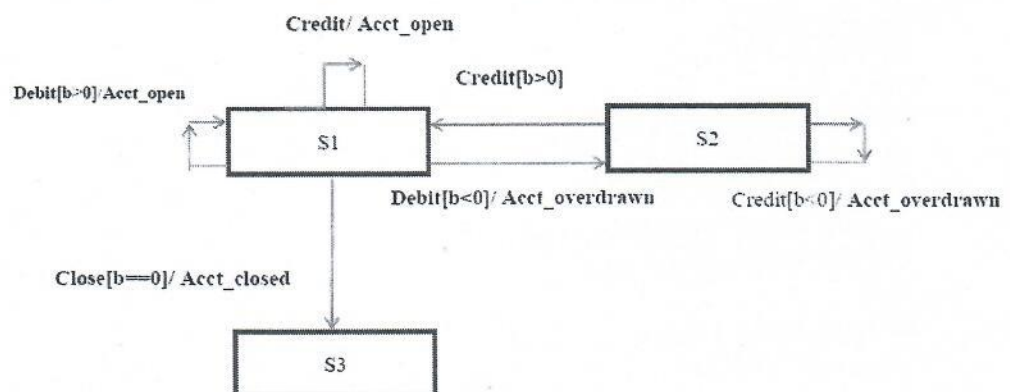 Credit/ Acct_open
Credit[b>0]
Debit[b>0]/Acct_open
S1
S2
Debit[b<0]/ Acct_overdrawn
Credit[b<0]/ Acct_overdrawn
Close[b==0]/ Acct_closed
S3